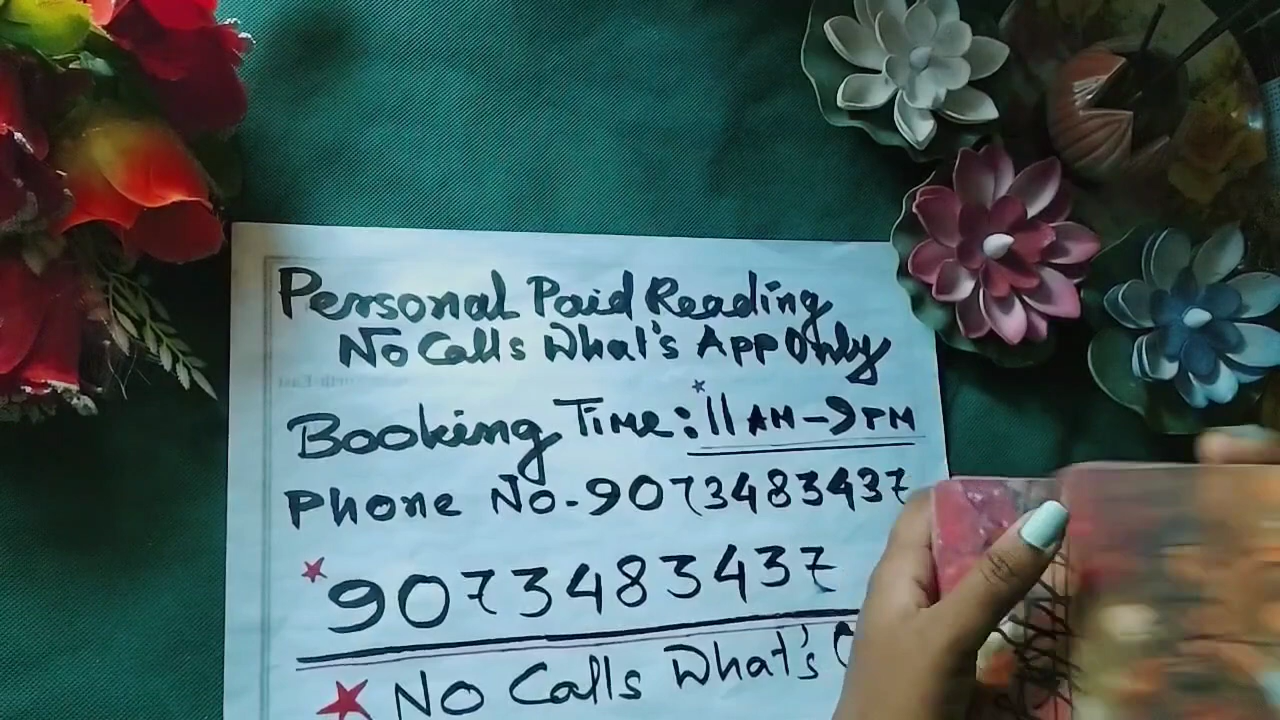 Personal Paid Reading
No Calls What's App Only
Booking Time: 11 AM - 9 PM
Phone No - 9073483437
9073483437
No Calls What's